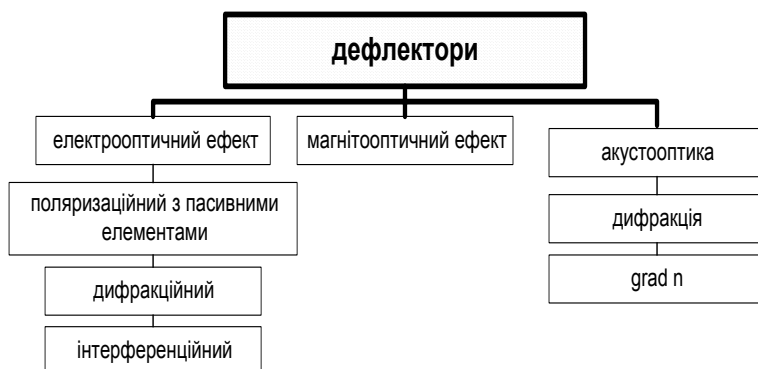 дефлектори
електрооптичний ефект
магнітооптичний ефект
акустооптика
поляризаційний з пасивними
елементами
дифракція
дифракційний
grad n
інтерференційний